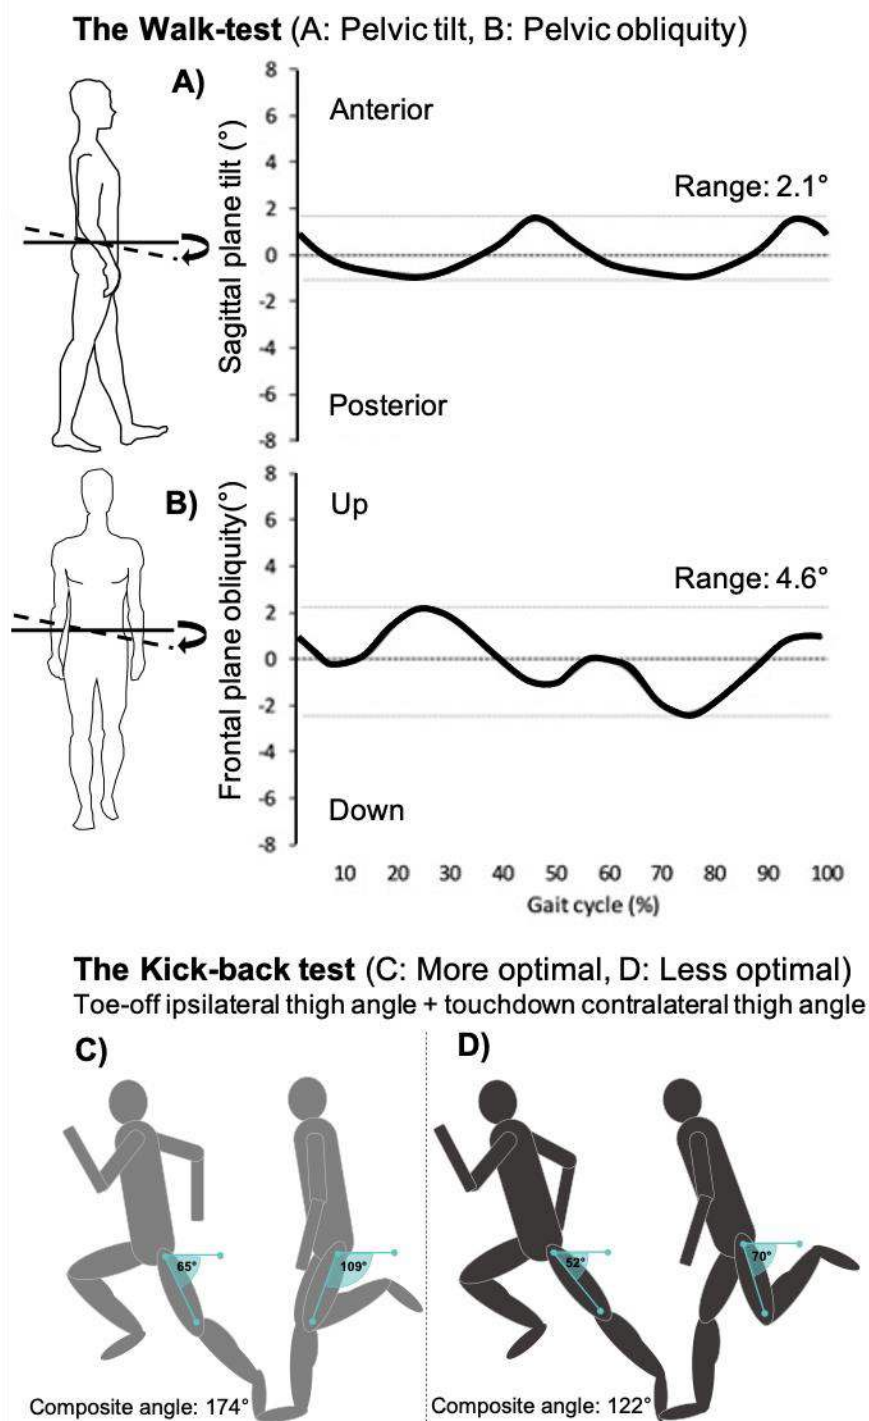 The Walk-test (A: Pelvic tilt, B: Pelvic obliquity)
A)
Sagittal plane tilt (°)
8
6
4
2
0
-2
-4
-6
-8
Anterior
Range: 2.1°
Posterior
B)
Frontal plane obliquity(°)
8
6
4
2
0
-2
-4
-6
-8
Up
Range: 4.6°
Down
10 20 30 40 50 60 70 80 90 100
Gait cycle (%)
The Kick-back test (C: More optimal, D: Less optimal)
Toe-off ipsilateral thigh angle + touchdown contralateral thigh angle
C)
65°
109°
Composite angle: 174°
D)
52°
70°
Composite angle: 122°